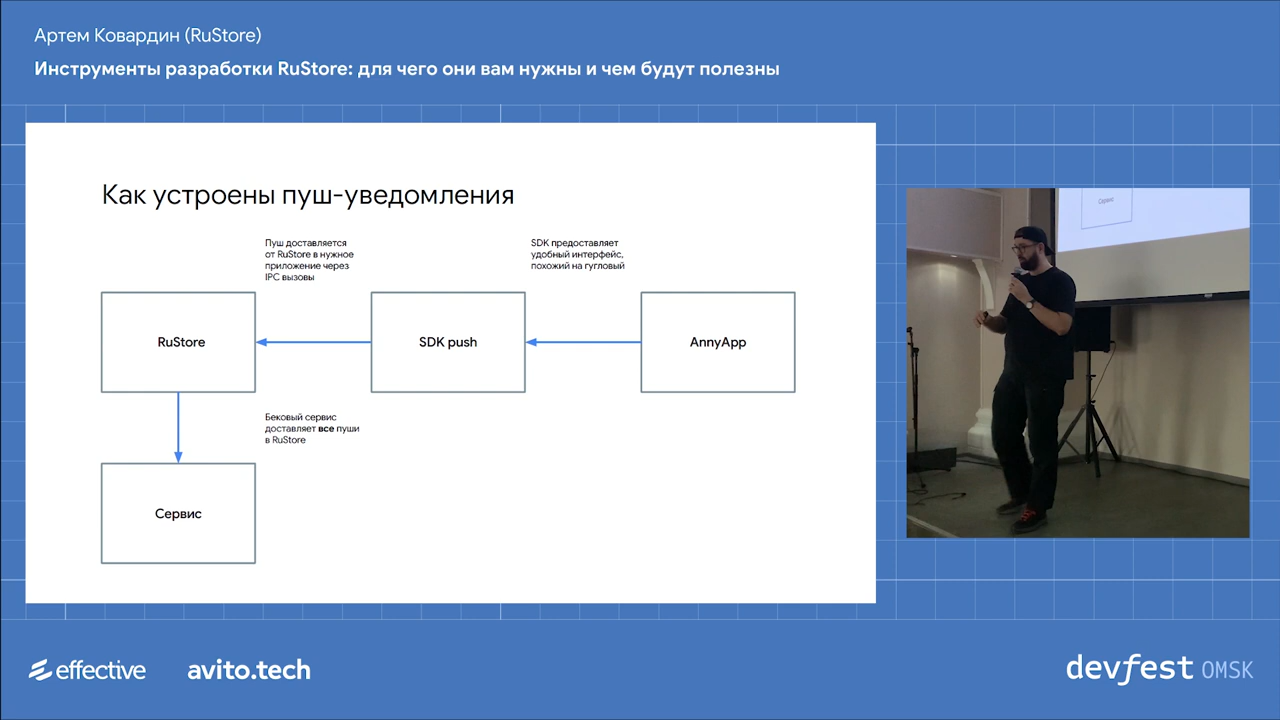 Артем Ковардин (RuStore)
Инструменты разработки RuStore: для чего они вам нужны и чем будут полезны
Как устроены пуш-уведомления
Пуш доставляется
от RuStore в нужное
приложение через
IPC вызовы
SDK предоставляет
удобный интерфейс,
похожий на гугловый
RuStore
SDK push
AnnyApp
Бековый сервис
доставляет все пуши
в RuStore
Сервис
Сервис
effective
avito.tech
devfest OMSK